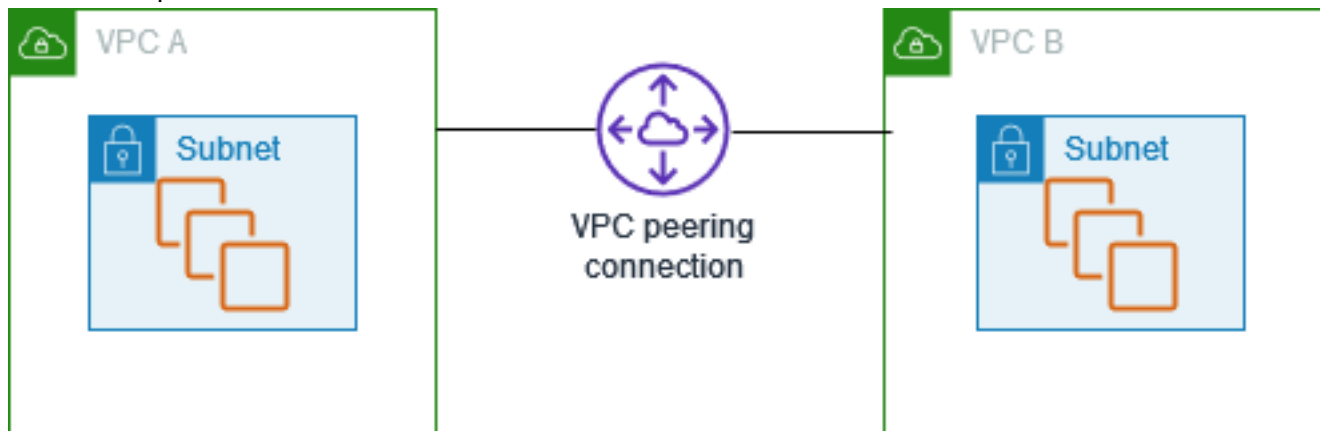 VPC A
VPC B
Subnet
Subnet
VPC peering
connection